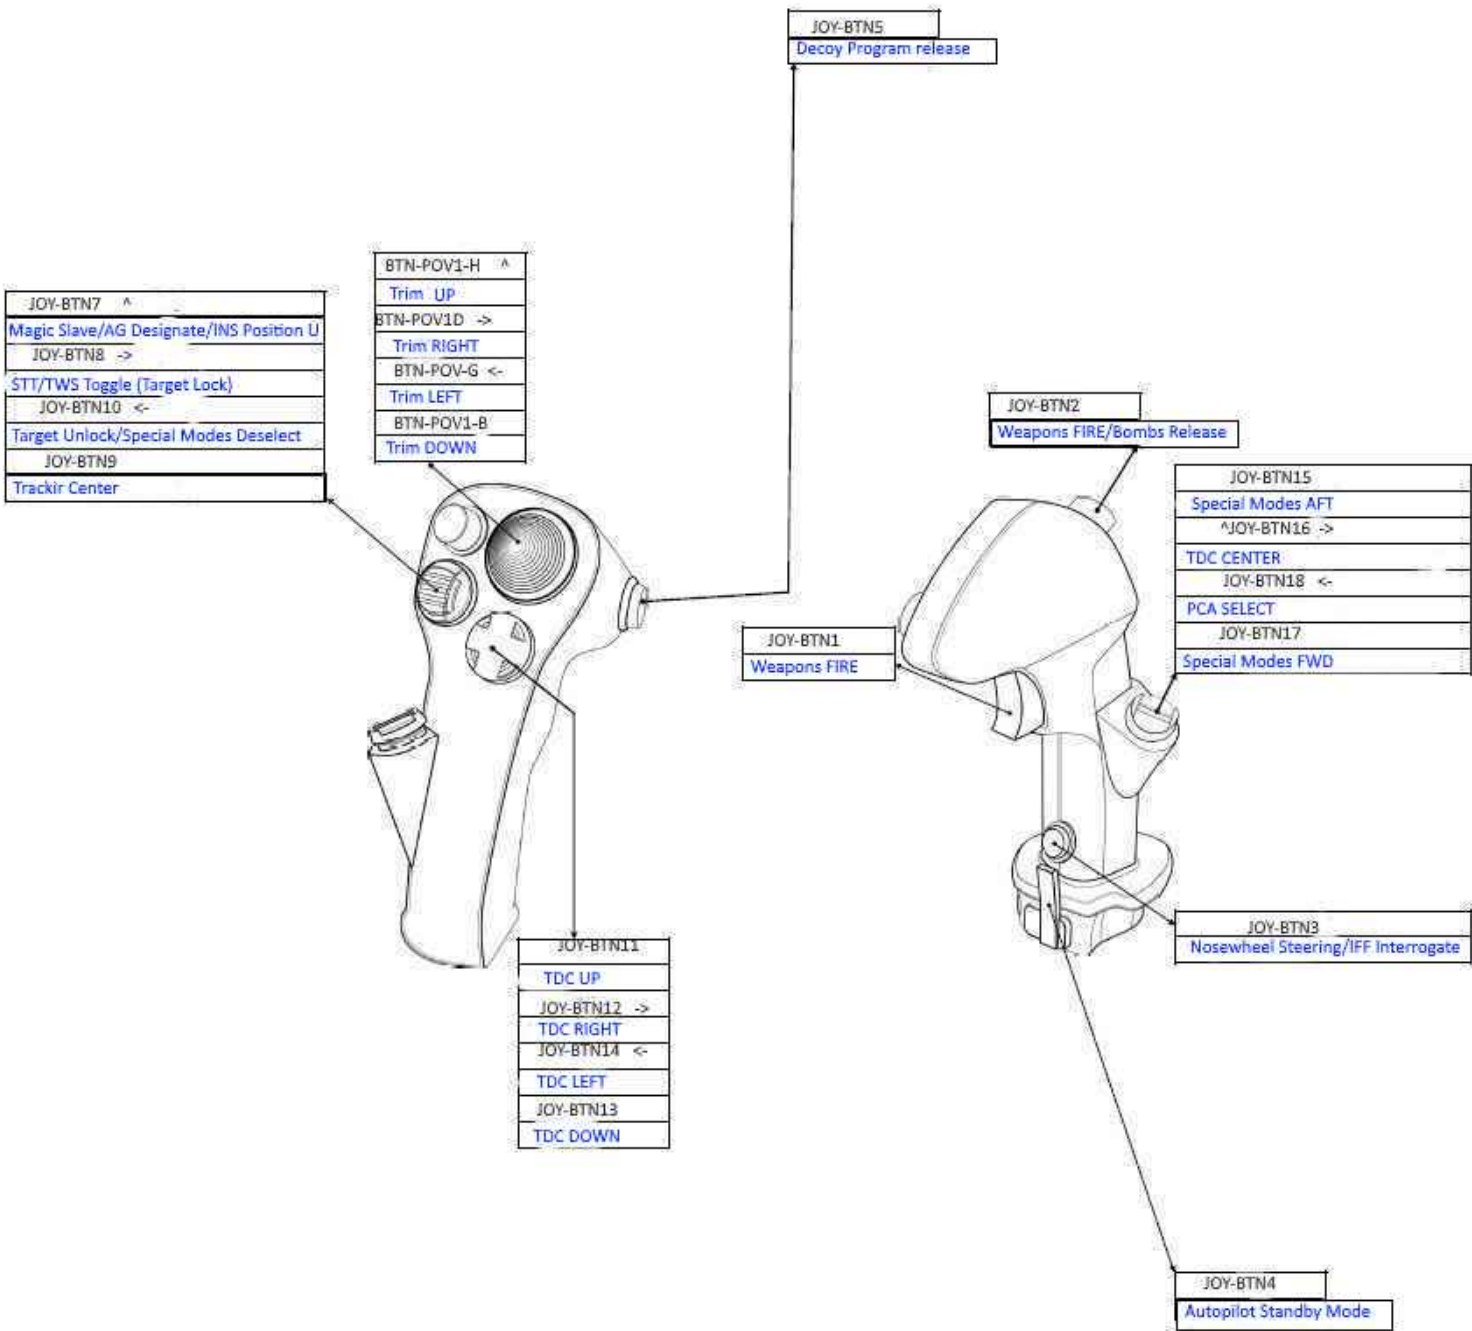 JOY-BTN5
Decoy Program release
BTN-POV1-H ^
Trim UP
BTN-POV1D ->
Trim RIGHT
BTN-POV-G <-
Trim LEFT
BTN-POV1-B
Trim DOWN
JOY-BTN7 ^
Magic Slave/AG Designate/INS Position U
JOY-BTN8 ->
STT/TWS Toggle (Target Lock)
JOY-BTN10 <-
Target Unlock/Special Modes Deselect
JOY-BTN9
Trackir Center
JOY-BTN2
Weapons FIRE/Bombs Release
JOY-BTN15
Special Modes AFT
^JOY-BTN16 ->
TDC CENTER
JOY-BTN18 <-
PCA SELECT
JOY-BTN17
Special Modes FWD
JOY-BTN1
Weapons FIRE
JOY-BTN3
Nosewheel Steering/IFF Interrogate
JOY-BTN11
TDC UP
JOY-BTN12 ->
TDC RIGHT
JOY-BTN14 <-
TDC LEFT
JOY-BTN13
TDC DOWN
JOY-BTN4
Autopilot Standby Mode